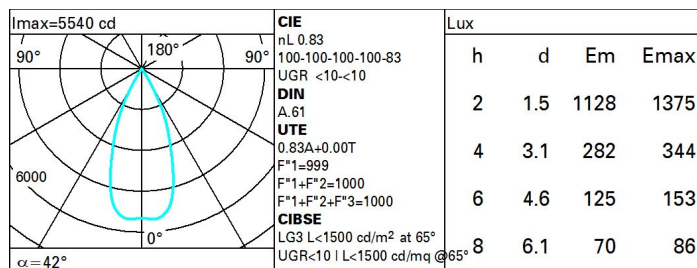 Imax=5540 cd
90° 180° 90°
6000
0°
α=42°
CIE
nL 0.83
100-100-100-100-83
UGR <10-<10
DIN
A.61
UTE
0.83A+0.00T
F"1=999
F"1+F"2=1000
F"1+F"2+F"3=1000
CIBSE
LG3 L<1500 cd/m² at 65°
UGR<10 | L<1500 cd/mq @65°
Lux
h d Em Emax
2 1.5 1128 1375
4 3.1 282 344
6 4.6 125 153
8 6.1 70 86